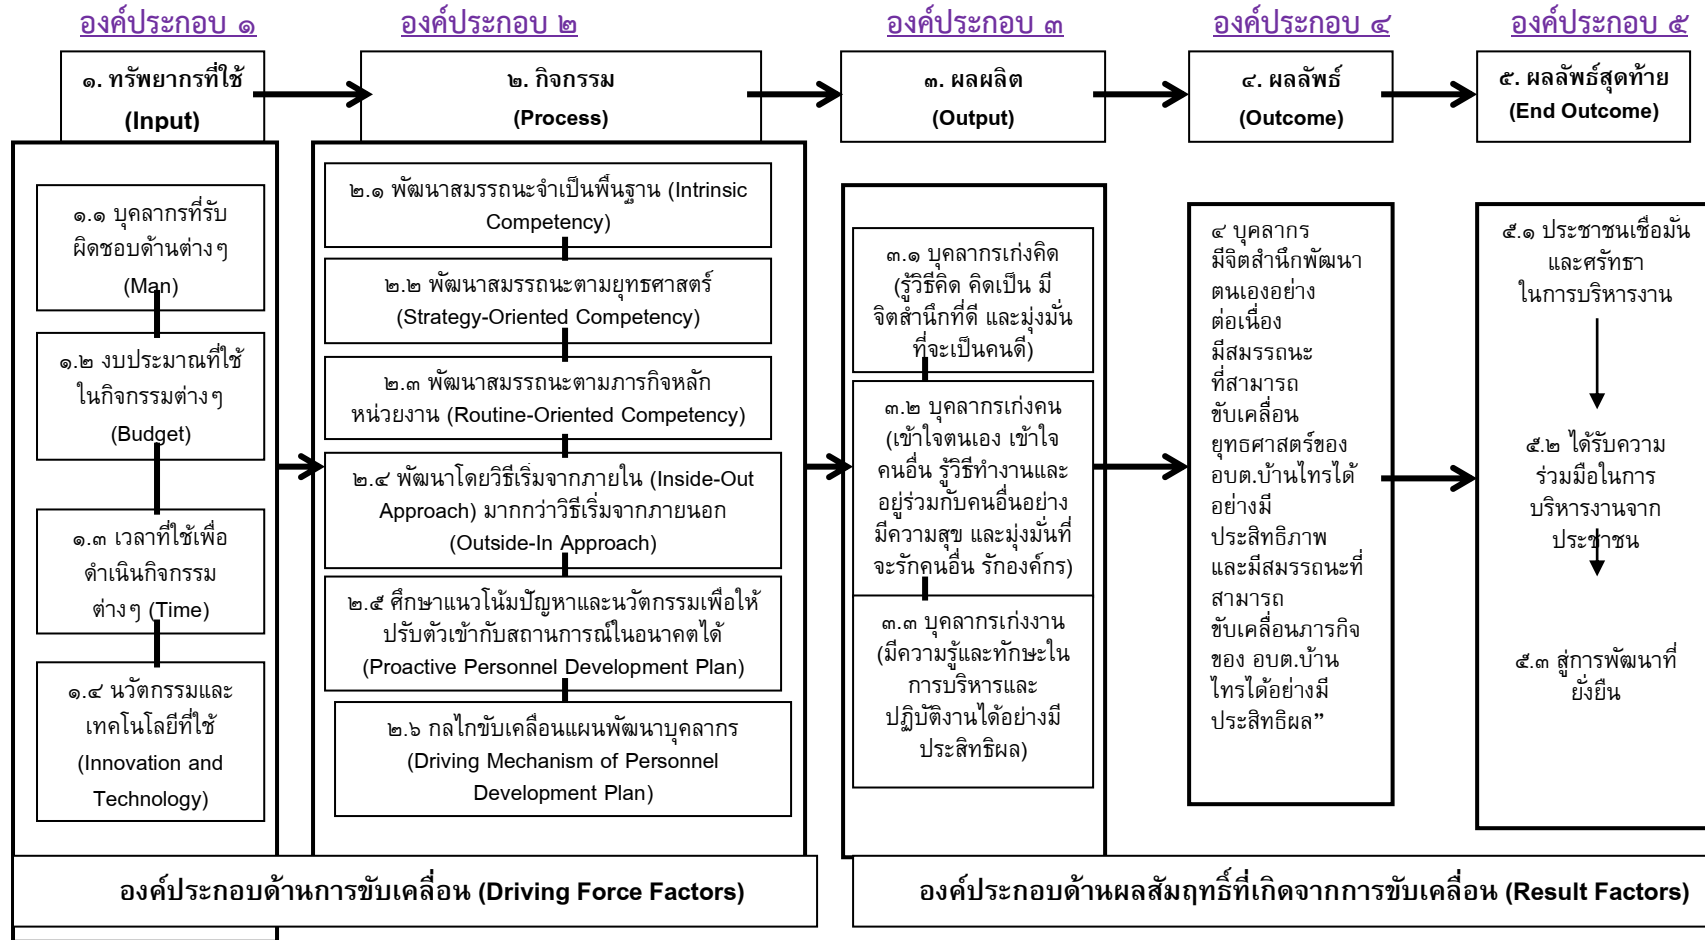 องค์ประกอบ ๑
องค์ประกอบ ๒
องค์ประกอบ ๓
องค์ประกอบ ๔
องค์ประกอบ ๕
๑. ทรัพยากรที่ใช้
(Input)
๒. กิจกรรม
(Process)
๓. ผลผลิต
(Output)
๔. ผลลัพธ์
(Outcome)
๕. ผลลัพธ์สุดท้าย
(End Outcome)
๑.๑ บุคลากรที่รับ
ผิดชอบด้านต่างๆ
(Man)
๑.๒ งบประมาณที่ใช้
ในกิจกรรมต่างๆ
(Budget)
๑.๓ เวลาที่ใช้เพื่อ
ดำเนินกิจกรรม
ต่างๆ (Time)
๑.๔ นวัตกรรมและ
เทคโนโลยีที่ใช้
(Innovation and
Technology)
๒.๑ พัฒนาสมรรถนะจำเป็นพื้นฐาน (Intrinsic
Competency)
๒.๒ พัฒนาสมรรถนะตามยุทธศาสตร์
(Strategy-Oriented Competency)
๒.๓ พัฒนาสมรรถนะตามภารกิจหลัก
หน่วยงาน (Routine-Oriented Competency)
๒.๔ พัฒนาโดยวิธีเริ่มจากภายใน (Inside-Out
Approach) มากกว่าวิธีเริ่มจากภายนอก
(Outside-In Approach)
๒.๕ ศึกษาแนวโน้มปัญหาและนวัตกรรมเพื่อให้
ปรับตัวเข้ากับสถานการณ์ในอนาคตได้
(Proactive Personnel Development Plan)
๒.๖ กลไกขับเคลื่อนแผนพัฒนาบุคลากร
(Driving Mechanism of Personnel
Development Plan)
๓.๑ บุคลากรเก่งคิด
(รู้วิธีคิด คิดเป็น มี
จิตสำนึกที่ดี และมุ่งมั่น
ที่จะเป็นคนดี)
๓.๒ บุคลากรเก่งคน
(เข้าใจตนเอง เข้าใจ
คนอื่น รู้วิธีทำงานและ
อยู่ร่วมกับคนอื่นอย่าง
มีความสุข และมุ่งมั่นที่
จะรักคนอื่น รักองค์กร)
๓.๓ บุคลากรเก่งงาน
(มีความรู้และทักษะใน
การบริหารและ
ปฏิบัติงานได้อย่างมี
ประสิทธิผล)
๔ บุคลากร
มีจิตสำนึกพัฒนา
ตนเองอย่าง
ต่อเนื่อง
มีสมรรถนะ
ที่สามารถ
ขับเคลื่อน
ยุทธศาสตร์ของ
อบต.บ้านไทรได้
อย่างมี
ประสิทธิภาพ
และมีสมรรถนะที่
สามารถ
ขับเคลื่อนภารกิจ
ของ อบต.บ้าน
ไทรได้อย่างมี
ประสิทธิผล”
๕.๑ ประชาชนเชื่อมั่น
และศรัทธา
ในการบริหารงาน
๕.๒ ได้รับความ
ร่วมมือในการ
บริหารงานจาก
ประชาชน
๕.๓ สู่การพัฒนาที่
ยั่งยืน
องค์ประกอบด้านการขับเคลื่อน (Driving Force Factors)
องค์ประกอบด้านผลสัมฤทธิ์ที่เกิดจากการขับเคลื่อน (Result Factors)